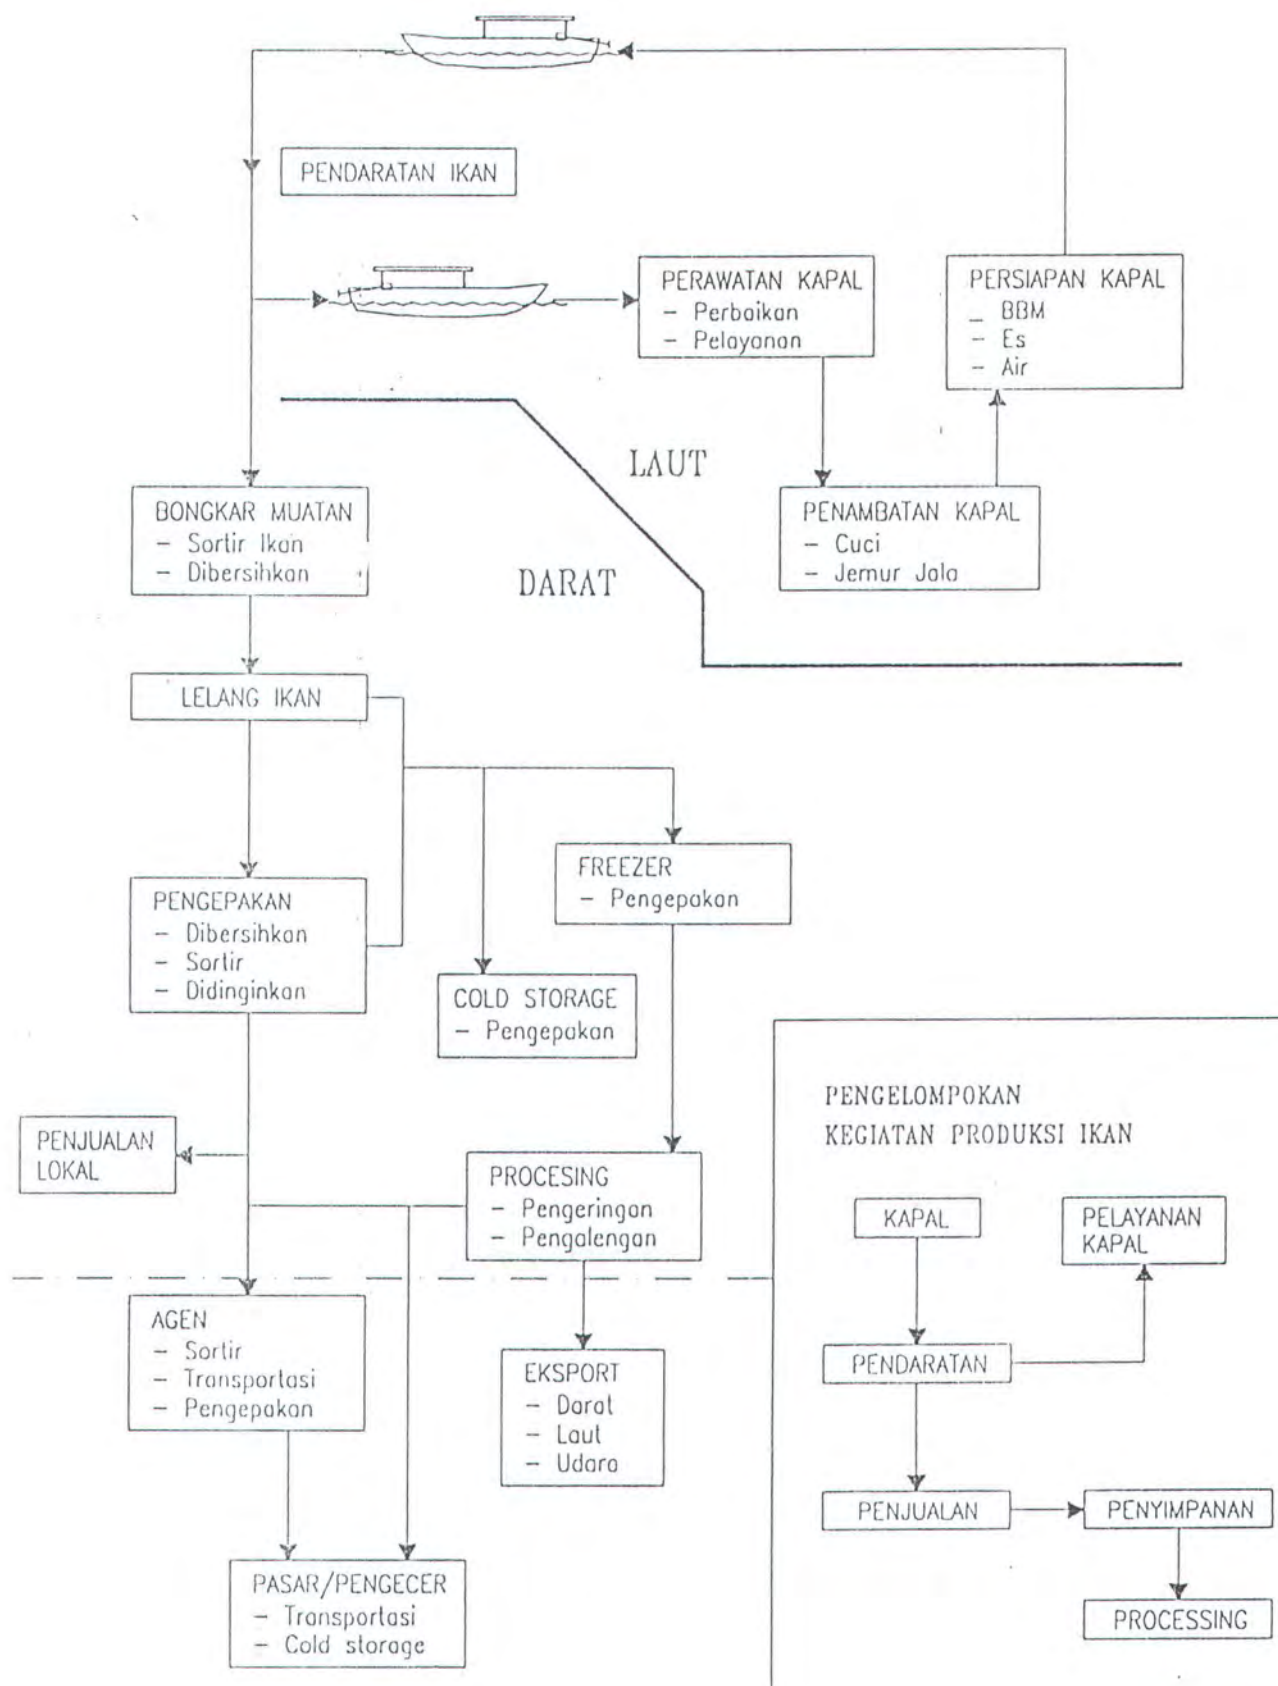 PENDARATAN IKAN
PERAWATAN KAPAL
- Perbaikan
- Pelayanan
PERSIAPAN KAPAL
- BBM
- Es
- Air
LAUT
DARAT
BONGKAR MUATAN
- Sortir Ikan
- Dibersihkan
PENAMBATAN KAPAL
- Cuci
- Jemur Jala
LELANG IKAN
PENGEPAKAN
- Dibersihkan
- Sortir
- Didinginkan
FREEZER
- Pengepakan
COLD STORAGE
- Pengepakan
PENJUALAN
LOKAL
PROCESING
- Pengeringan
- Pengalengan
AGEN
- Sortir
- Transportasi
- Pengepakan
EKSPORT
- Darat
- Laut
- Udara
PASAR/PENGECER
- Transportasi
- Cold storage
PENGELOMPOKAN
KEGIATAN PRODUKSI IKAN
KAPAL
PELAYANAN
KAPAL
PENDARATAN
PENJUALAN
PENYIMPANAN
PROCESSING